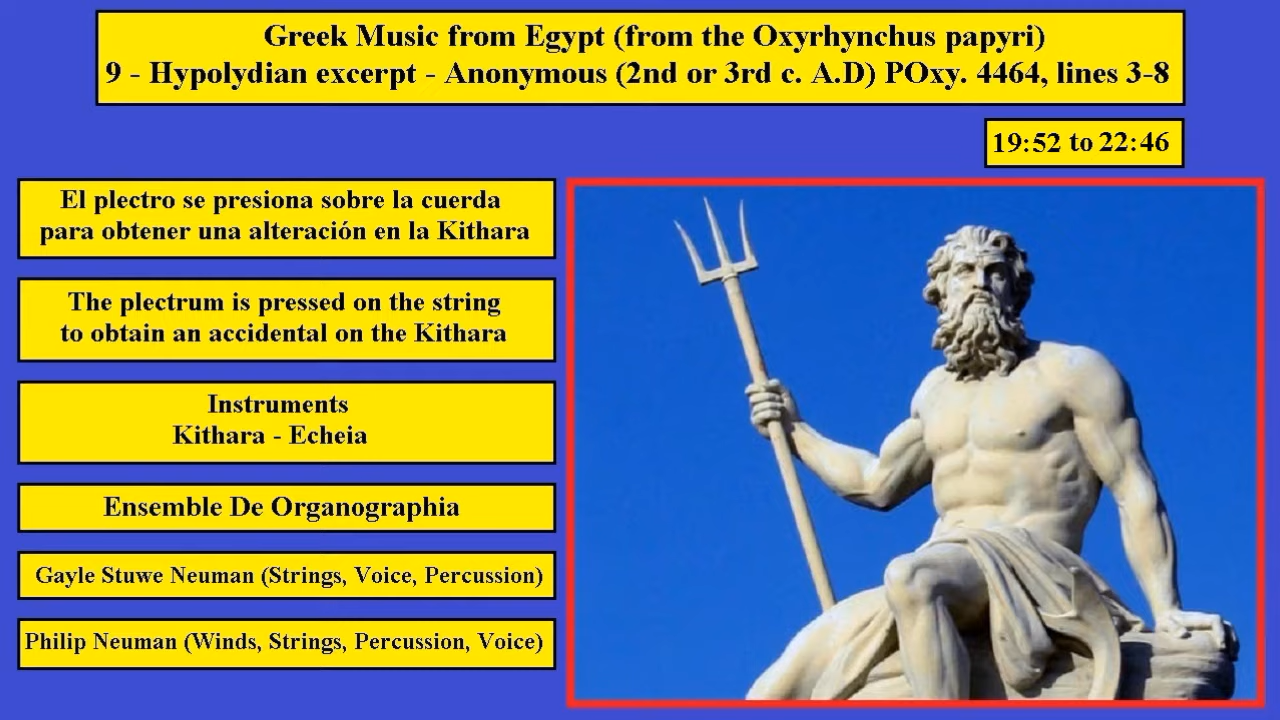 Greek Music from Egypt (from the Oxyrhynchus papyri)
9 - Hypolydian excerpt - Anonymous (2nd or 3rd c. A.D) POxy. 4464, lines 3-8
19:52 to 22:46
El plectro se presiona sobre la cuerda
para obtener una alteración en la Kithara
The plectrum is pressed on the string
to obtain an accidental on the Kithara
Instruments
Kithara - Echeia
Ensemble De Organographia
Gayle Stuwe Neuman (Strings, Voice, Percussion)
Philip Neuman (Winds, Strings, Percussion, Voice)